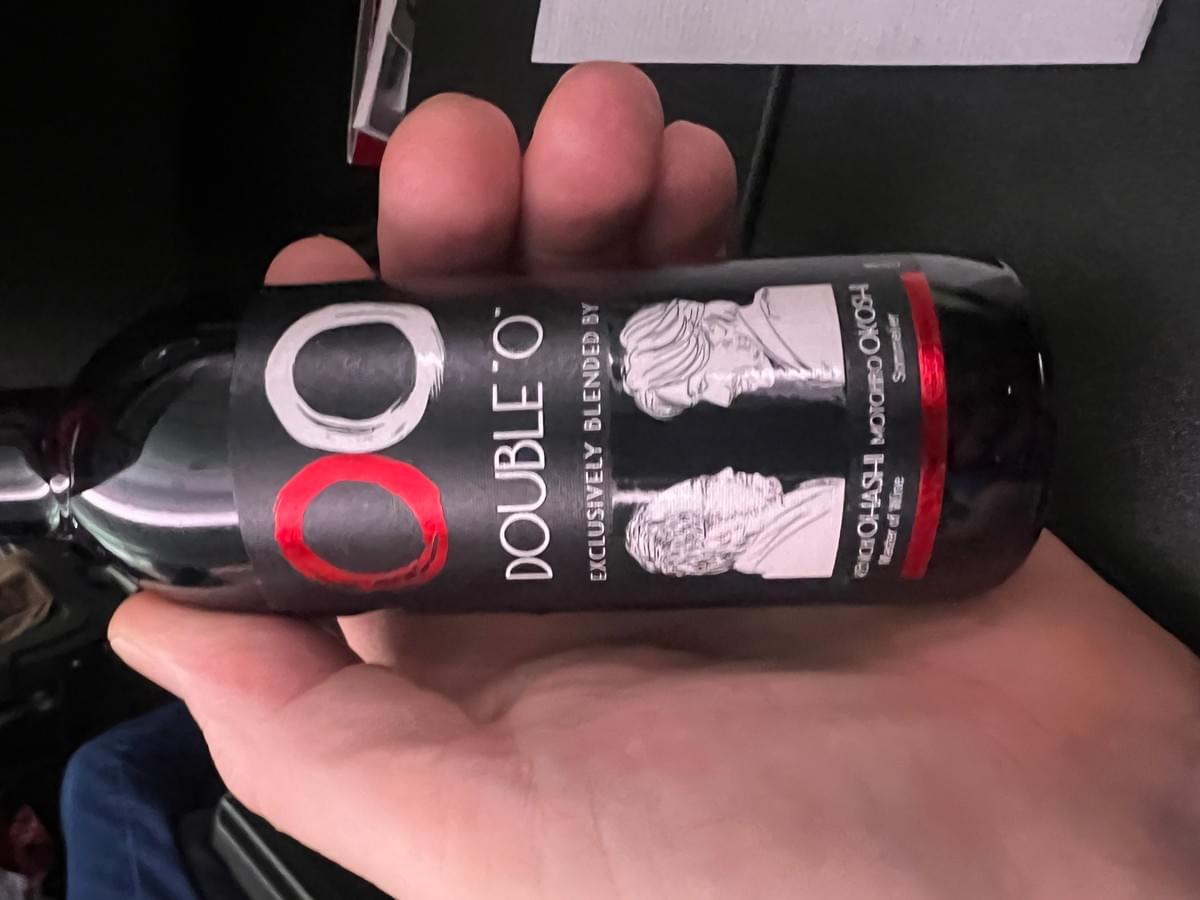 DOUBLE "O"
EXCLUSIVELY BLENDED BY
KENICHI OHASHI MOTOHIRO OKOSHI
Master of Wine Sommelier